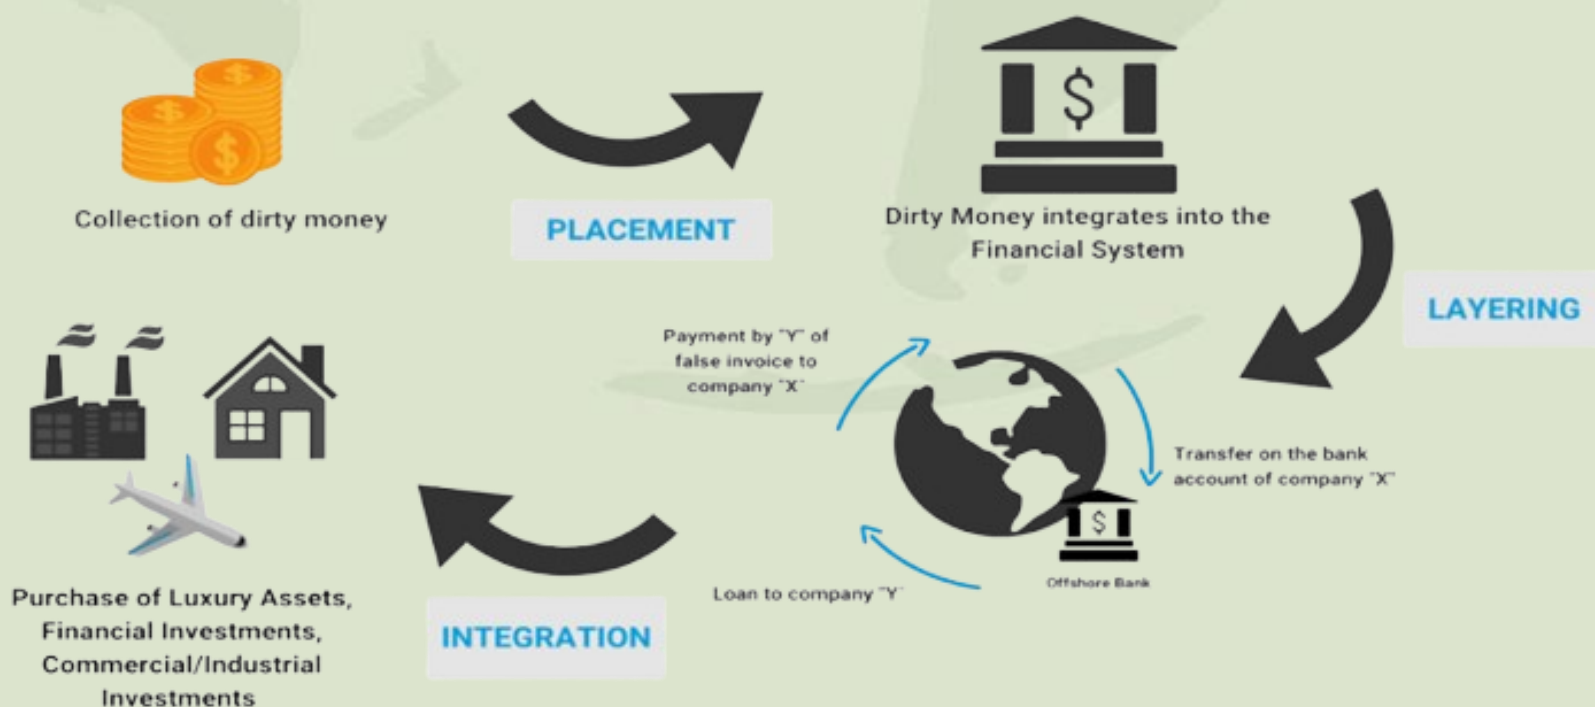 Collection of dirty money
PLACEMENT
$
Dirty Money integrates into the
Financial System
LAYERING
Payment by "Y" of
false invoice to
company "X"
Transfer on the bank
account of company "X"
$
Offshore Bank
Loan to company "Y"
INTEGRATION
Purchase of Luxury Assets,
Financial Investments,
Commercial/Industrial
Investments